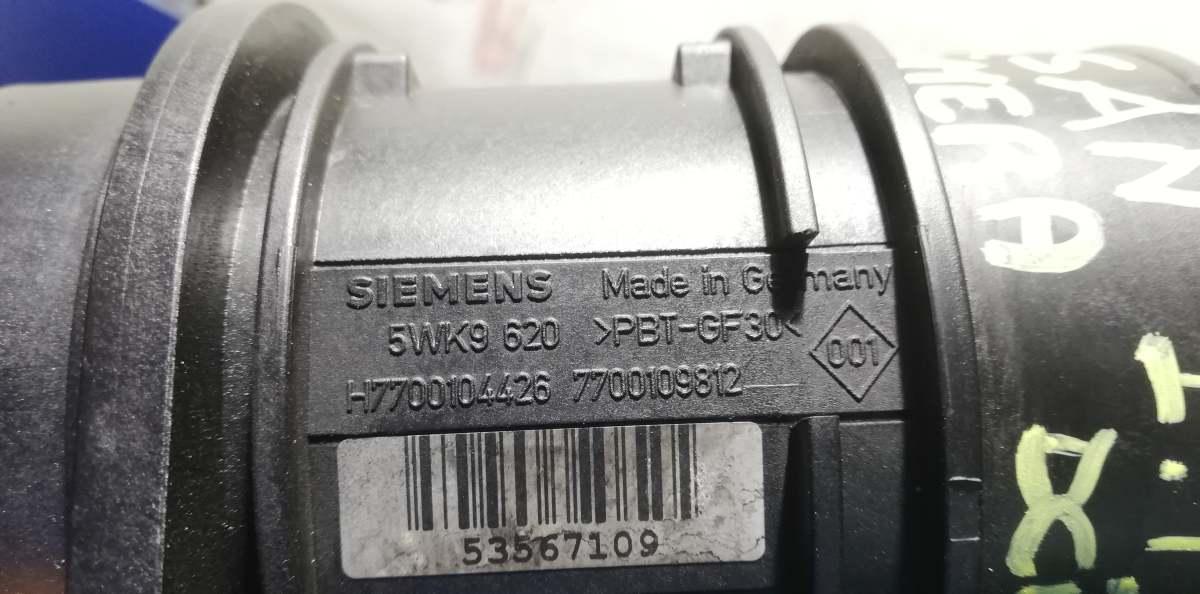 SIEMENS Made in Germany
5WK9 620 >PBT-GF30<
001
H7700104426 7700109812
53567109